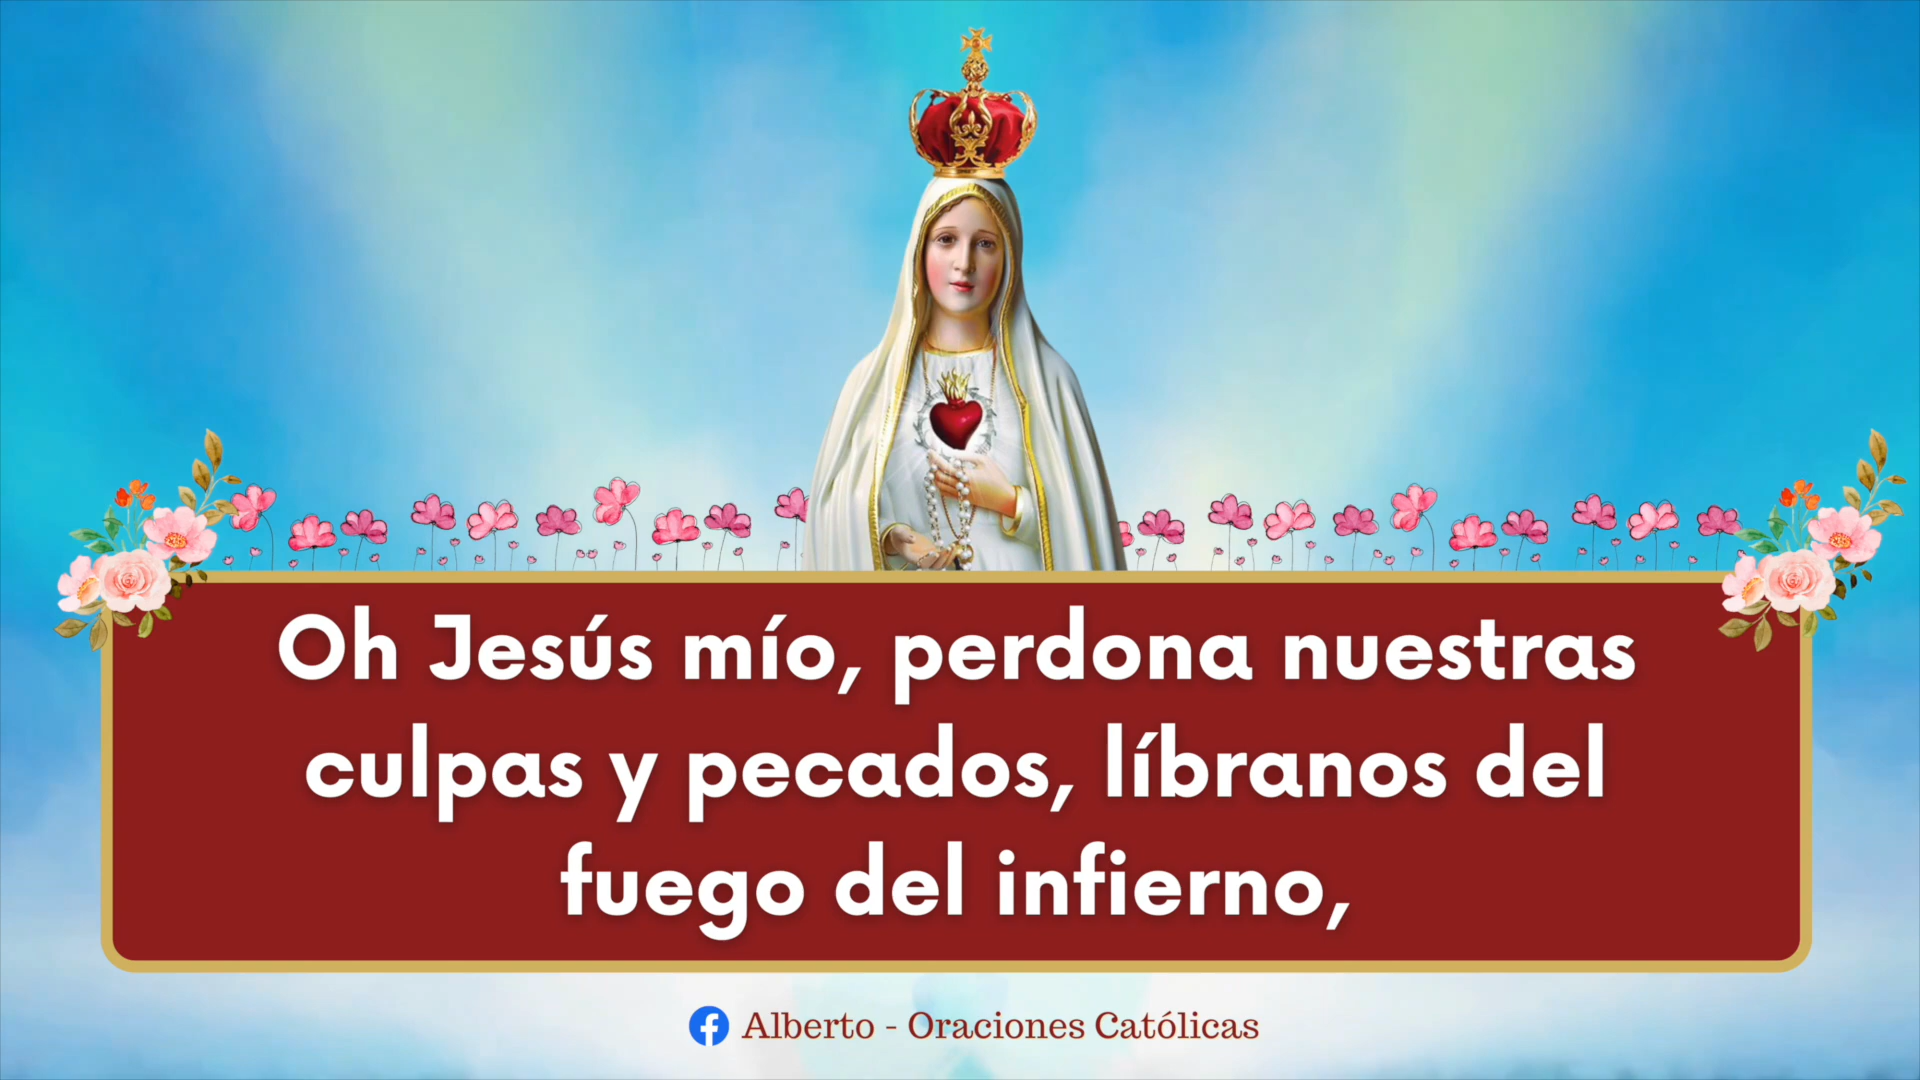 Oh Jesús mío, perdona nuestras
culpas y pecados, líbranos del
fuego del infierno,
Alberto - Oraciones Católicas